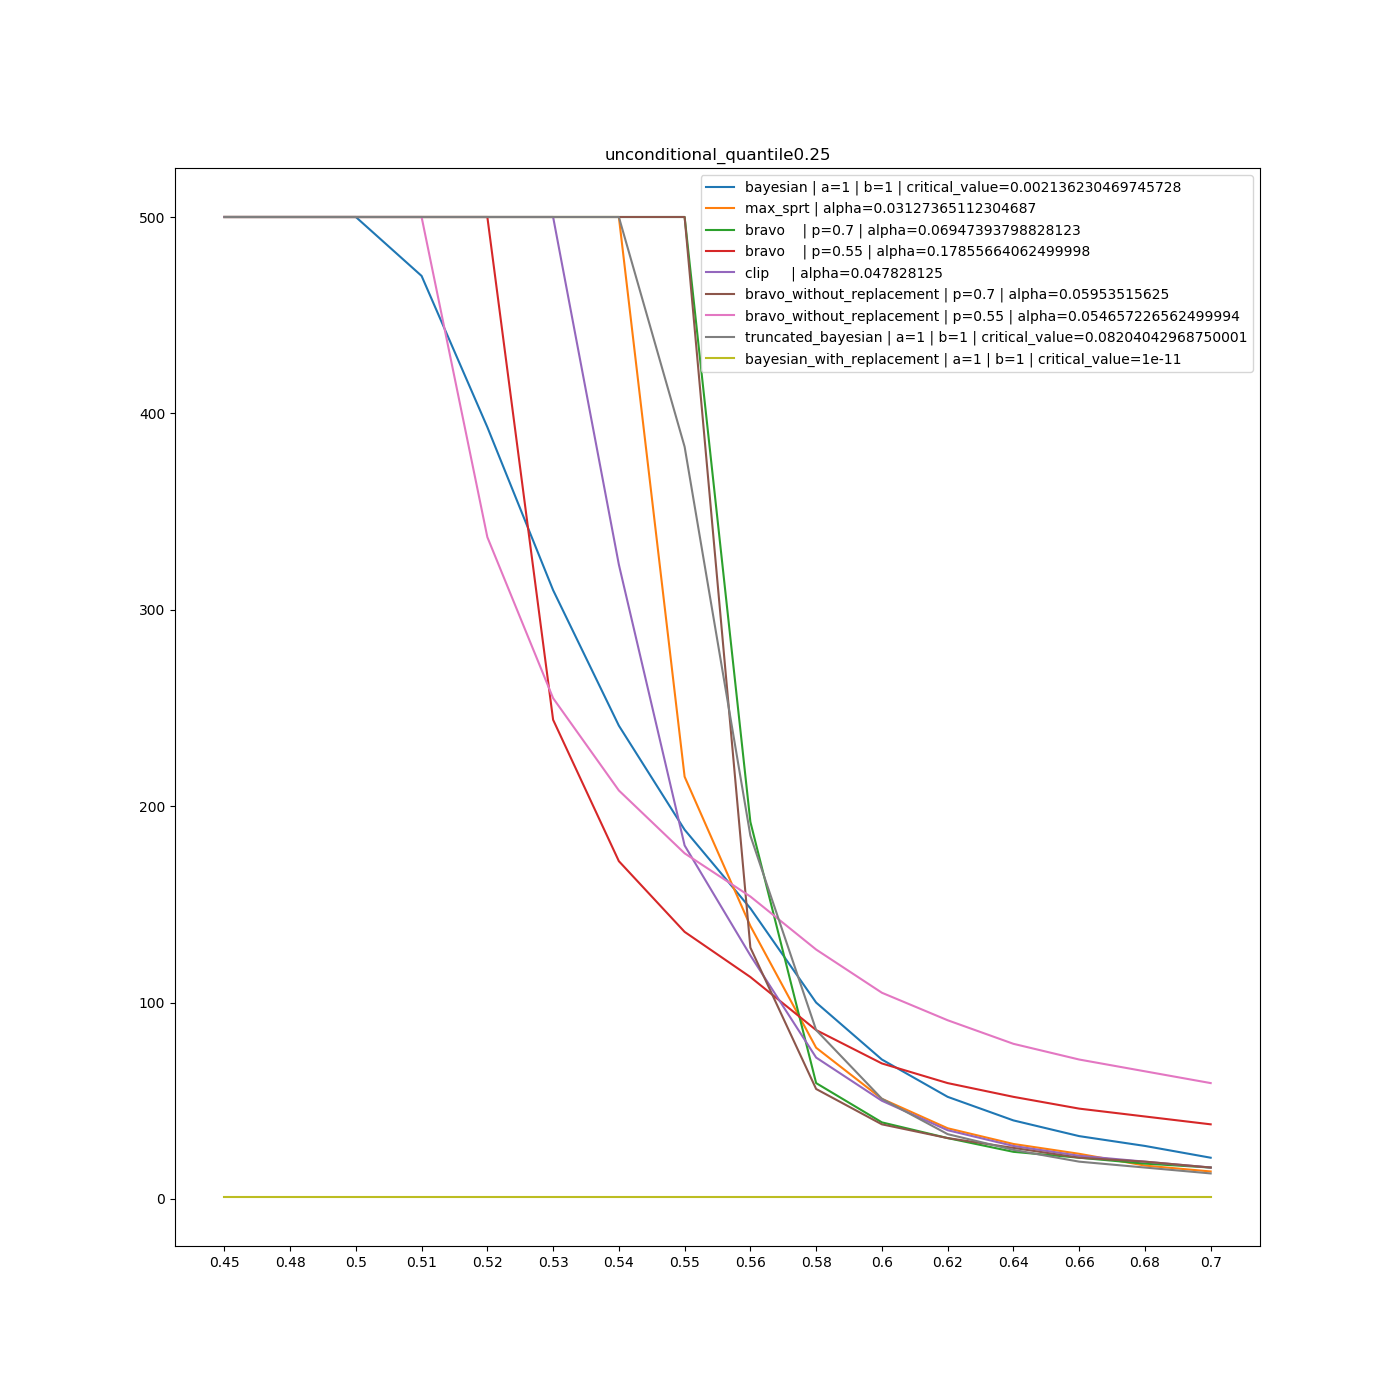 unconditional_quantile0.25
bayesian | a=1 | b=1 | critical_value=0.002136230469745728
max_sprt | alpha=0.03127365112304687
bravo    | p=0.7 | alpha=0.06947393798828123
bravo    | p=0.55 | alpha=0.17855664062499998
clip     | alpha=0.047828125
bravo_without_replacement | p=0.7 | alpha=0.05953515625
bravo_without_replacement | p=0.55 | alpha=0.054657226562499994
truncated_bayesian | a=1 | b=1 | critical_value=0.08204042968750001
bayesian_with_replacement | a=1 | b=1 | critical_value=1e-11
500
400
300
200
100
0
0.45 0.48 0.5 0.51 0.52 0.53 0.54 0.55 0.56 0.58 0.6 0.62 0.64 0.66 0.68 0.7